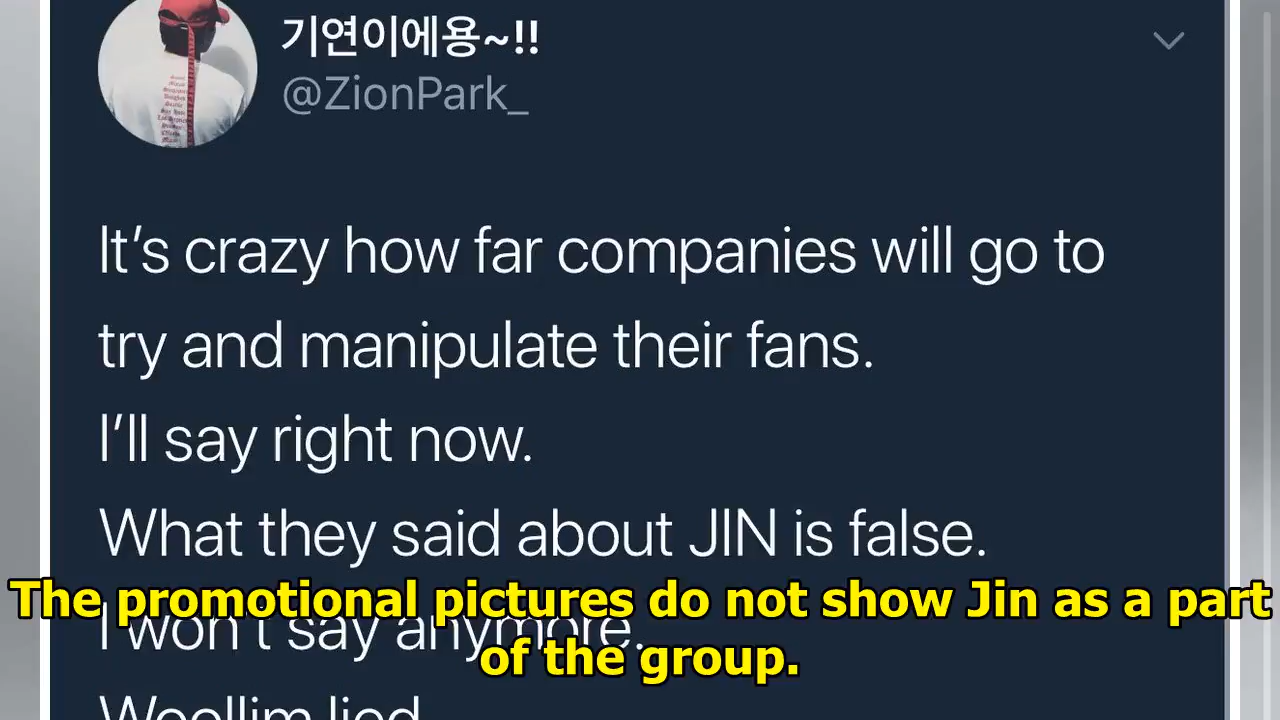 기연이에용~!!
@ZionPark_
It's crazy how far companies will go to
try and manipulate their fans.
I'll say right now.
What they said about JIN is false.
I won't say anymore.
The promotional pictures do not show Jin as a part
of the group.
Woollim lied